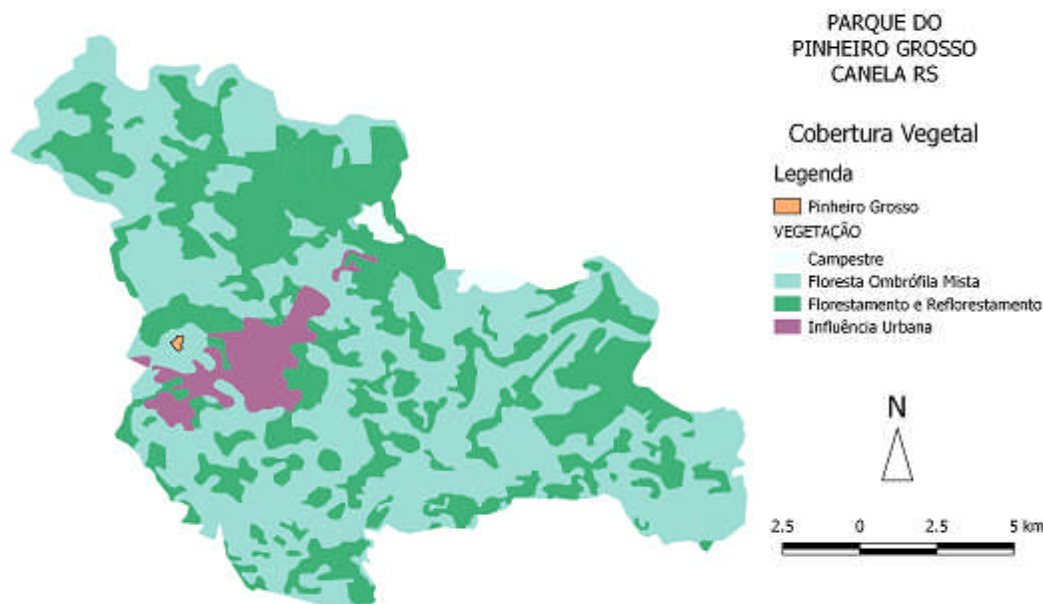 PARQUE DO
PINHEIRO GROSSO
CANELA RS
Cobertura Vegetal
Legenda
Pinheiro Grosso
VEGETAÇÃO
Campestre
Floresta Ombrófila Mista
Florestamento e Reflorestamento
Influência Urbana
N
2.5 0 2.5 5 km